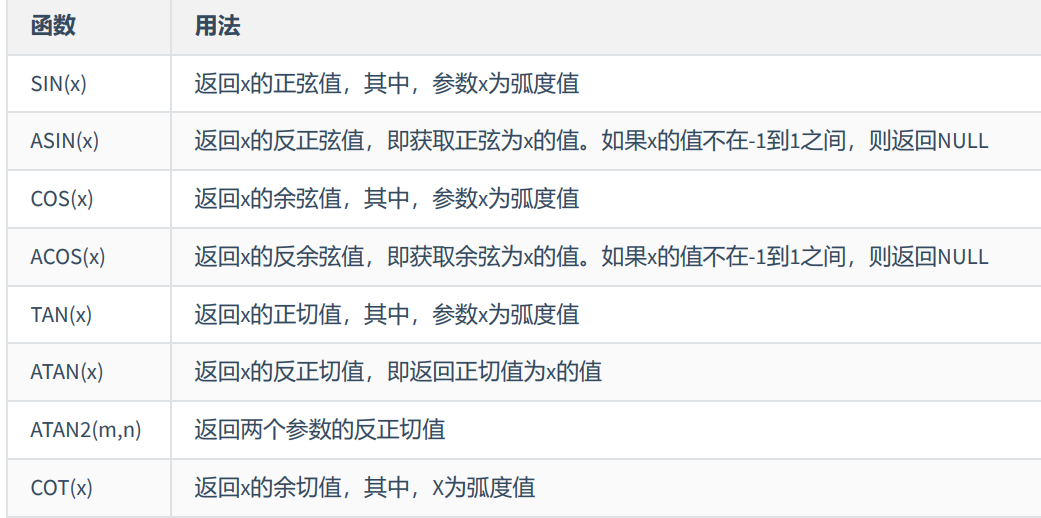 函数 用法
SIN(x) 返回x的正弦值，其中，参数x为弧度值
ASIN(x) 返回x的反正弦值，即获取正弦为x的值。如果x的值不在-1到1之间，则返回NULL
COS(x) 返回x的余弦值，其中，参数x为弧度值
ACOS(x) 返回x的反余弦值，即获取余弦为x的值。如果x的值不在-1到1之间，则返回NULL
TAN(x) 返回x的正切值，其中，参数x为弧度值
ATAN(x) 返回x的反正切值，即返回正切值为x的值
ATAN2(m,n) 返回两个参数的反正切值
COT(x) 返回x的余切值，其中，X为弧度值